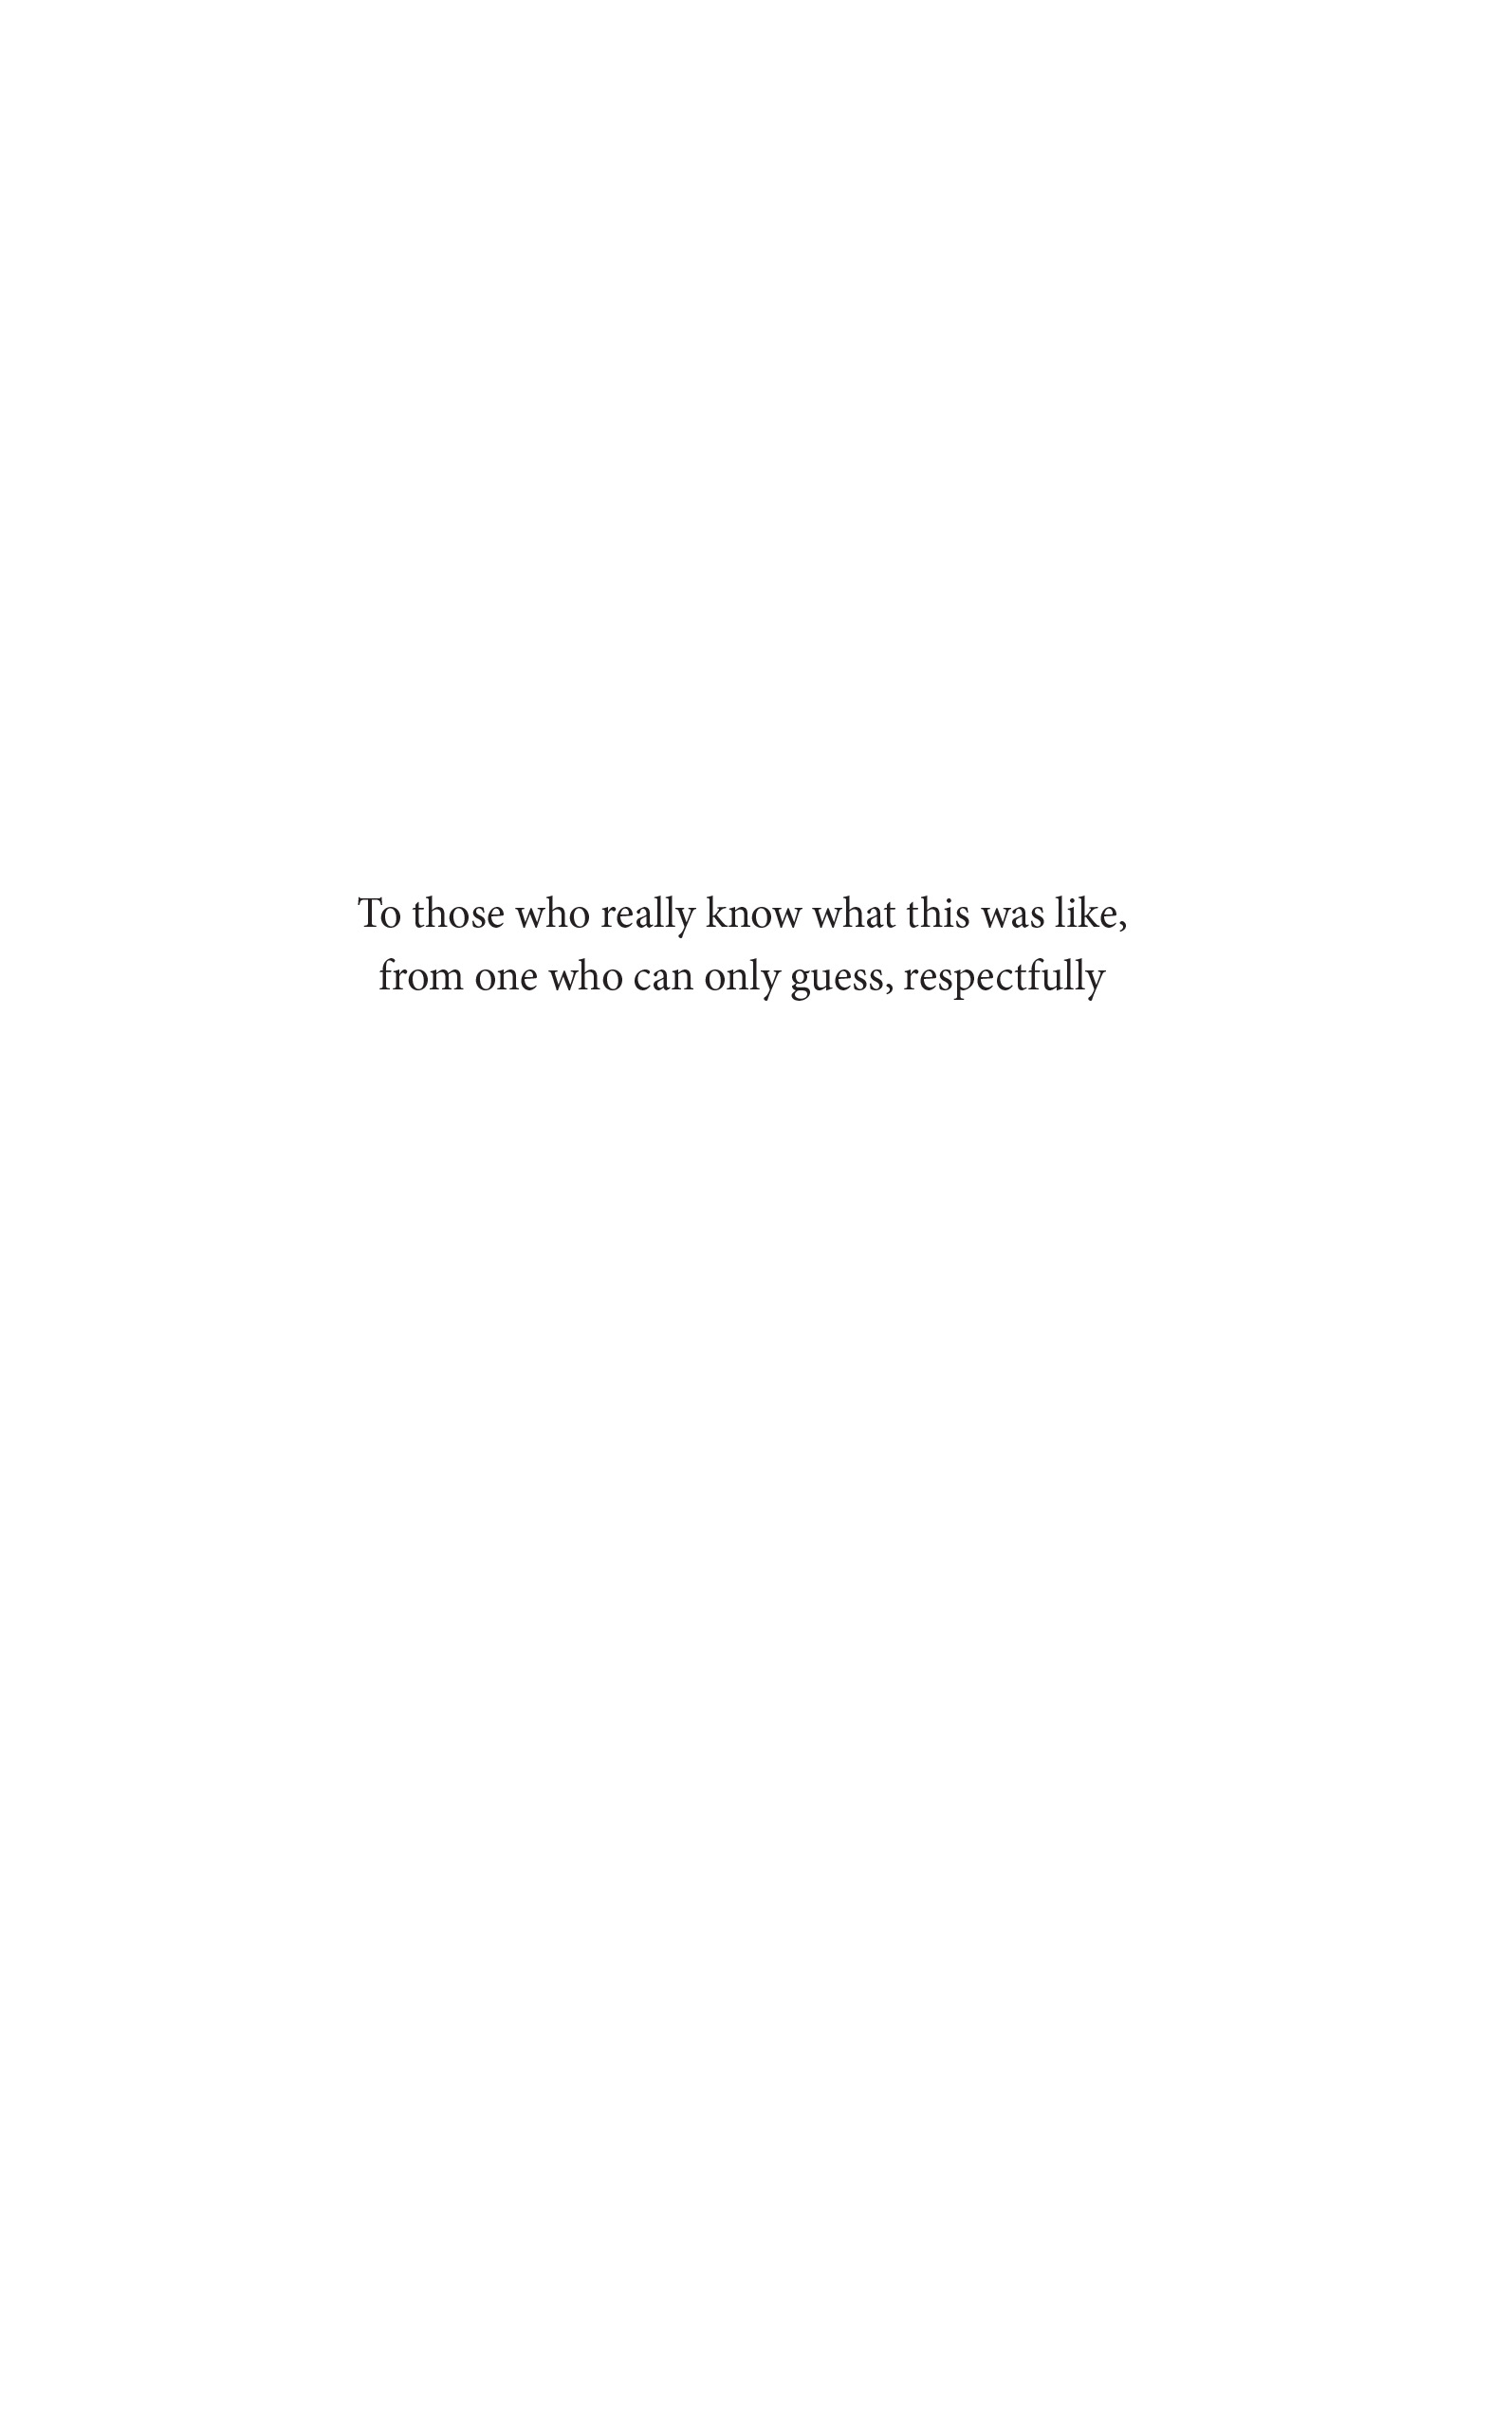 To those who really know what this was like,
from one who can only guess, respectfully